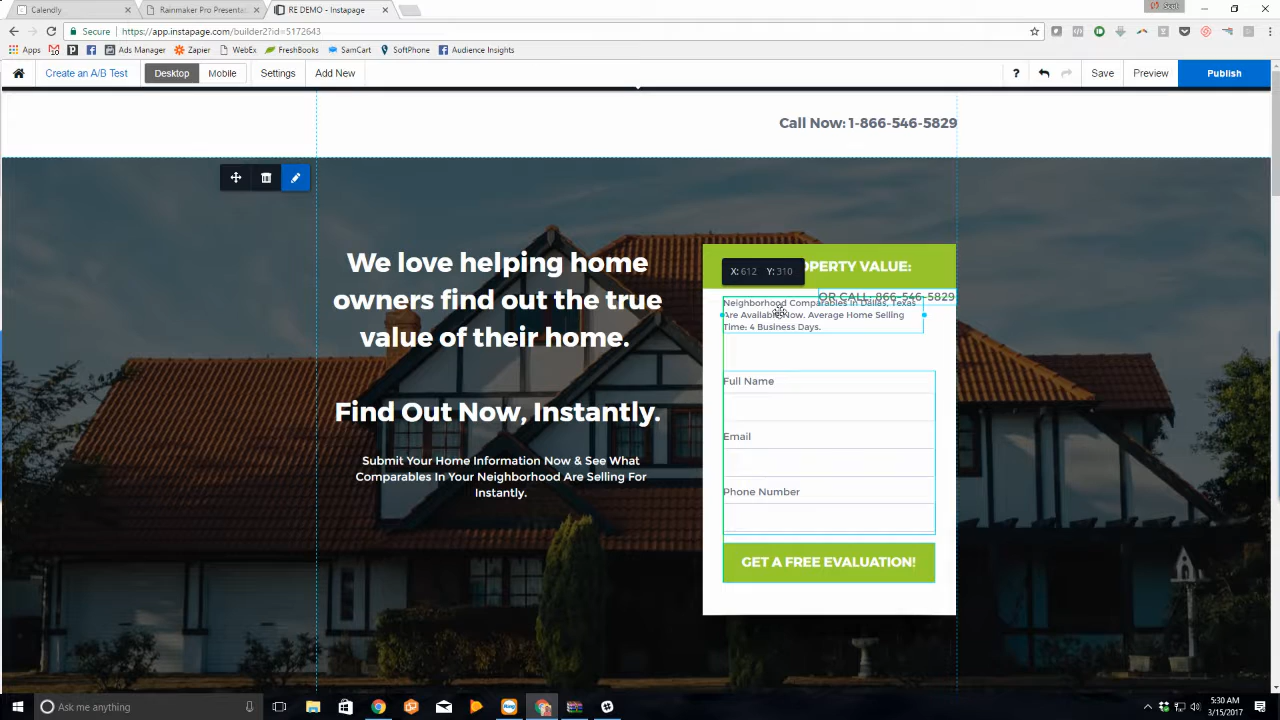 Calendly
Rainmaker Pro Presenta
RE DEMO - Instapage
Secure
https://app.instapage.com/builder2?id=5172643
Apps
Ad Manager
Zapier
WebEx
FreshBooks
SamCart
SoftPhone
Audience Insights
Create an A/B Test
Desktop
Mobile
Settings
Add New
?
Save
Preview
Publish
Call Now: 1-866-546-5829
We love helping home
owners find out the true
value of their home.
Find Out Now, Instantly.
Submit Your Home Information Now & See What
Comparables In Your Neighborhood Are Selling For
Instantly.
X: 612 Y: 310
OPERTY VALUE:
OR CALL: 866-546-5829
Neighborhood Comparables in Dallas, Texas
Are Available Now. Average Home Selling
Time: 4 Business Days.
Full Name
Email
Phone Number
GET A FREE EVALUATION!
Ask me anything
5:30 AM
3/15/2017